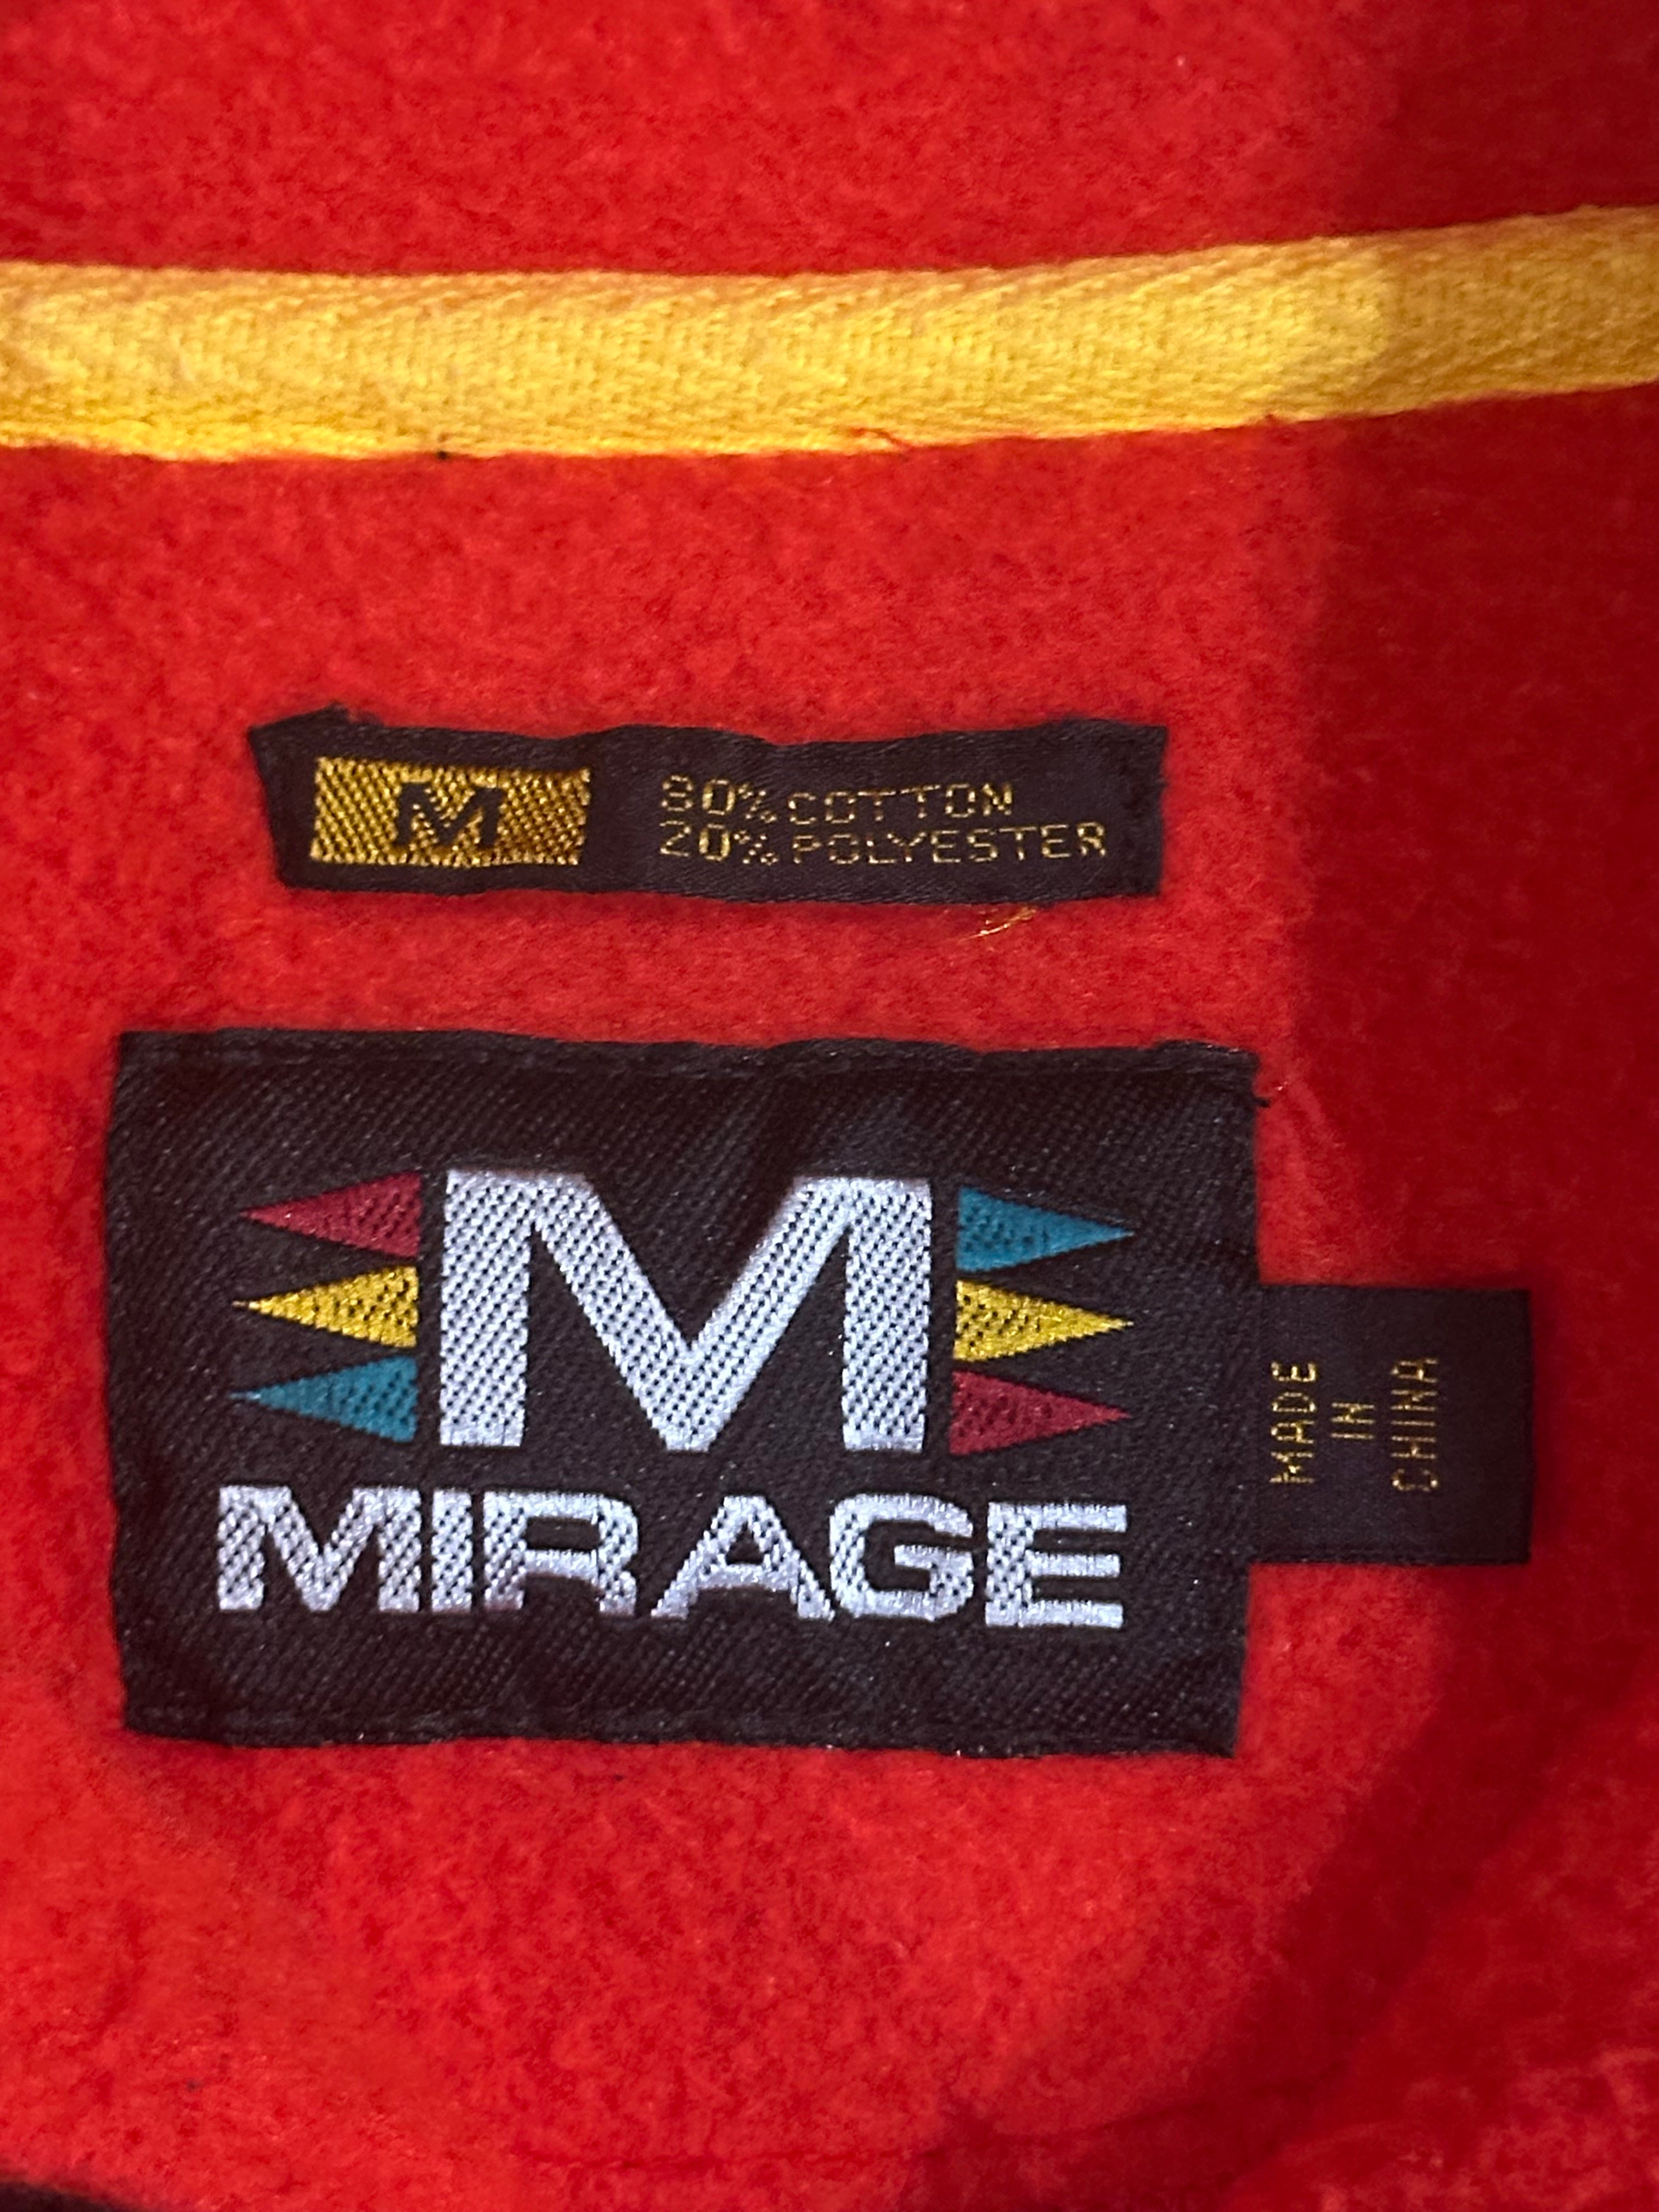 M
80% COTTON
20% POLYESTER
M
MIRAGE
MADE
IN
CHINA